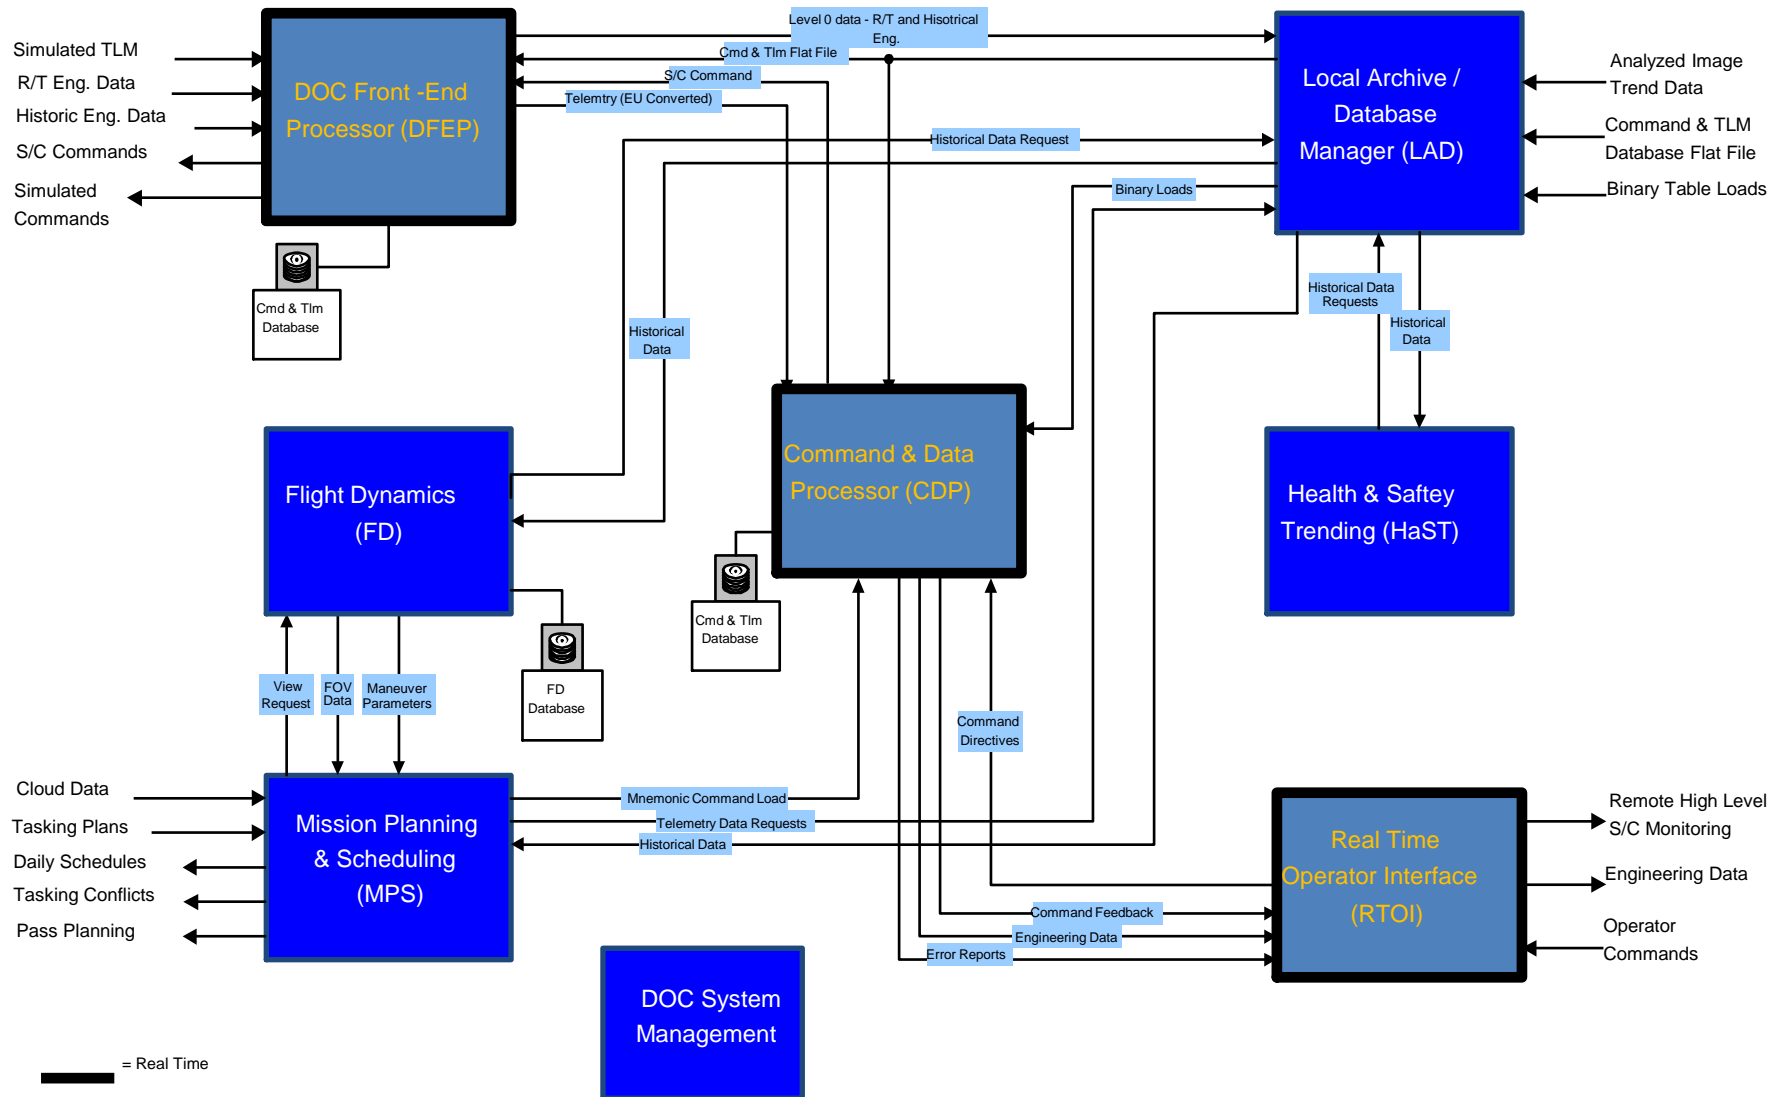 Level 0 data - R/T and Hisotrical
Eng.
Cmd & Tlm Flat File
S/C Command
Telemtry (EU Converted)
Simulated TLM
R/T Eng. Data
Historic Eng. Data
S/C Commands
Simulated
Commands
DOC Front -End
Processor (DFEP)
Local Archive /
Database
Manager (LAD)
Analyzed Image
Trend Data
Command & TLM
Database Flat File
Binary Table Loads
Historical Data Request
Binary Loads
Cmd & Tlm
Database
Historical
Data
Historical Data
Requests
Historical
Data
Flight Dynamics
(FD)
Command & Data
Processor (CDP)
Health & Saftey
Trending (HaST)
Cmd & Tlm
Database
FD
Database
View
Request
FOV
Data
Maneuver
Parameters
Command
Directives
Cloud Data
Tasking Plans
Daily Schedules
Tasking Conflicts
Pass Planning
Mission Planning
& Scheduling
(MPS)
Mnemonic Command Load
Telemetry Data Requests
Historical Data
Real Time
Operator Interface
(RTOI)
Remote High Level
S/C Monitoring
Engineering Data
Operator
Commands
Command Feedback
Engineering Data
Error Reports
DOC System
Management
= Real Time